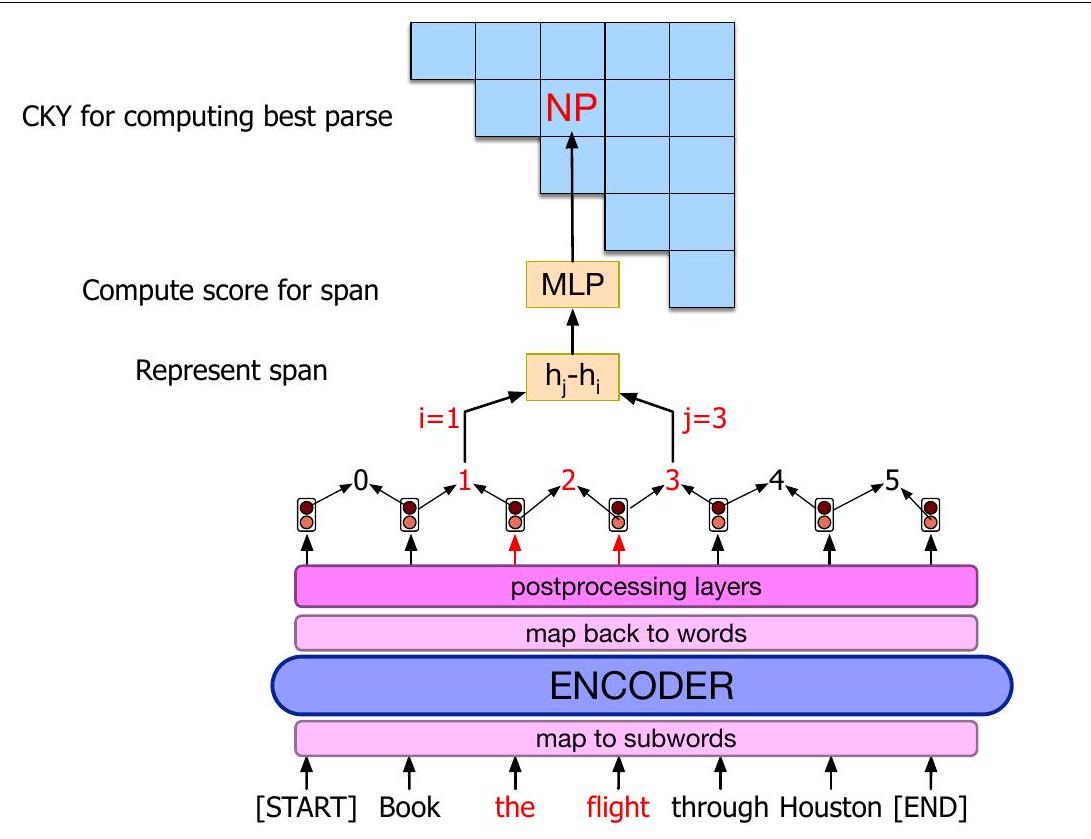 NP
CKY for computing best parse
MLP
Compute score for span
Represent span
hj-hi
i=1 j=3
0 1 2 3 4 5
postprocessing layers
map back to words
ENCODER
map to subwords
[START] Book the flight through Houston [END]